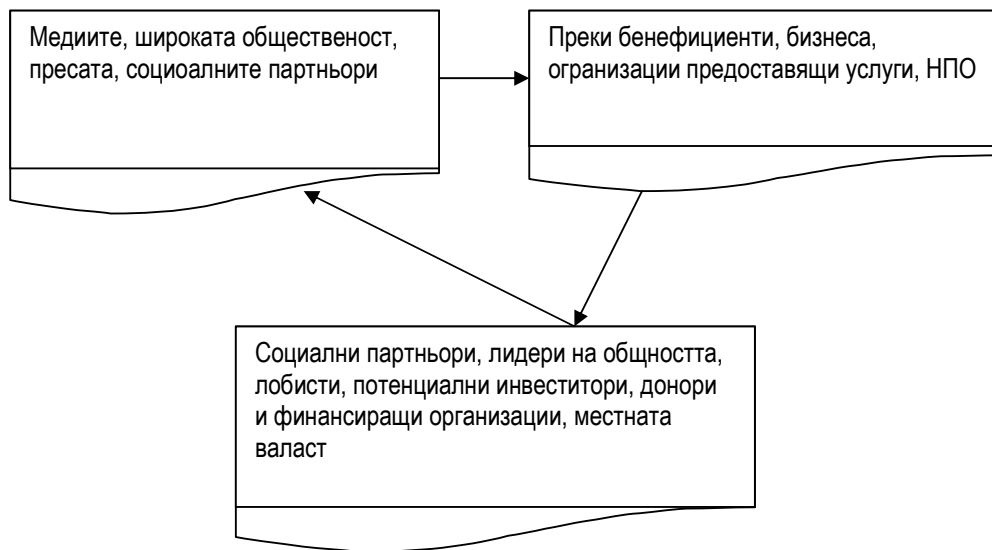 Медиите, широката общественост,
пресата, социоалните партньори
Преки бенефициенти, бизнеса,
огранизации предоставящи услуги, НПО
Социални партньори, лидери на общността,
лобисти, потенциални инвеститори, донори
и финансиращи организации, местната
валаст